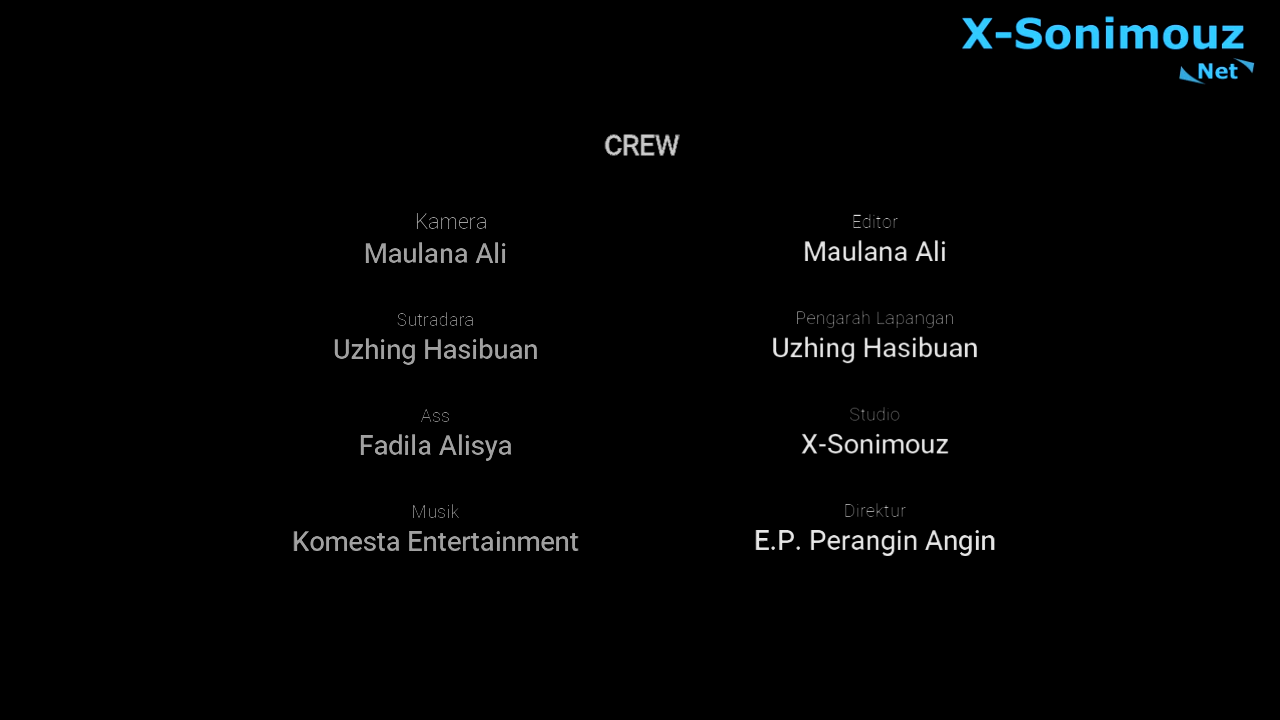 X-Sonimouz
Net
CREW
Kamera
Maulana Ali
Sutradara
Uzhing Hasibuan
Ass
Fadila Alisya
Musik
Komesta Entertainment
Editor
Maulana Ali
Pengarah Lapangan
Uzhing Hasibuan
Studio
X-Sonimouz
Direktur
E.P. Perangin Angin